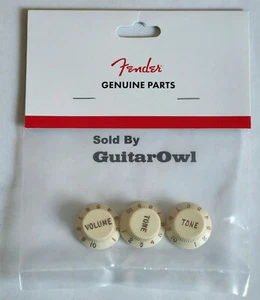 Fender
GENUINE PARTS
Sold By
GuitarOwl
VOLUME
TONE
TONE
10